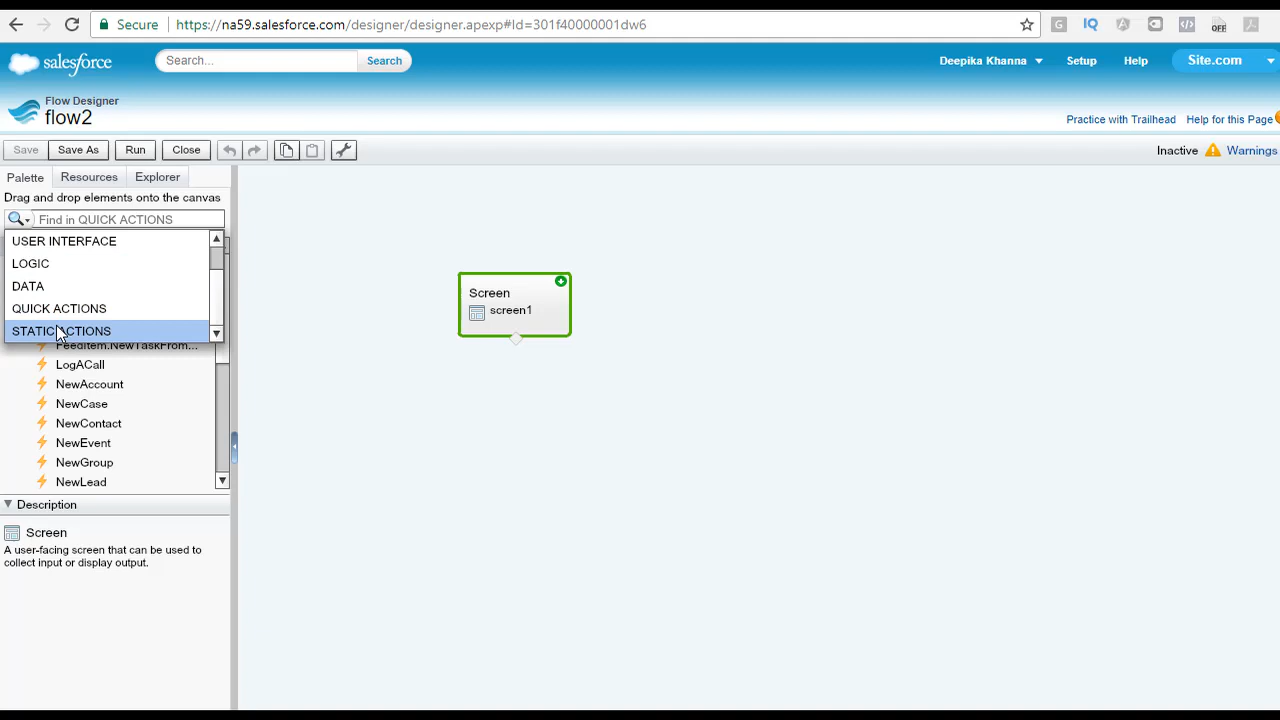 Secure
https://na59.salesforce.com/designer/designer.apexp#Id=301f40000001dw6
salesforce
Search...
Search
Deepika Khanna
Setup
Help
Site.com
Flow Designer
flow2
Practice with Trailhead
Help for this Page
Save
Save As
Run
Close
Inactive
Warnings
Palette
Resources
Explorer
Drag and drop elements onto the canvas
Find in QUICK ACTIONS
USER INTERFACE
LOGIC
DATA
QUICK ACTIONS
STATIC ACTIONS
FeedItem.NewTaskFrom...
LogACall
NewAccount
NewCase
NewContact
NewEvent
NewGroup
NewLead
Description
Screen
A user-facing screen that can be used to
collect input or display output.
Screen
screen1